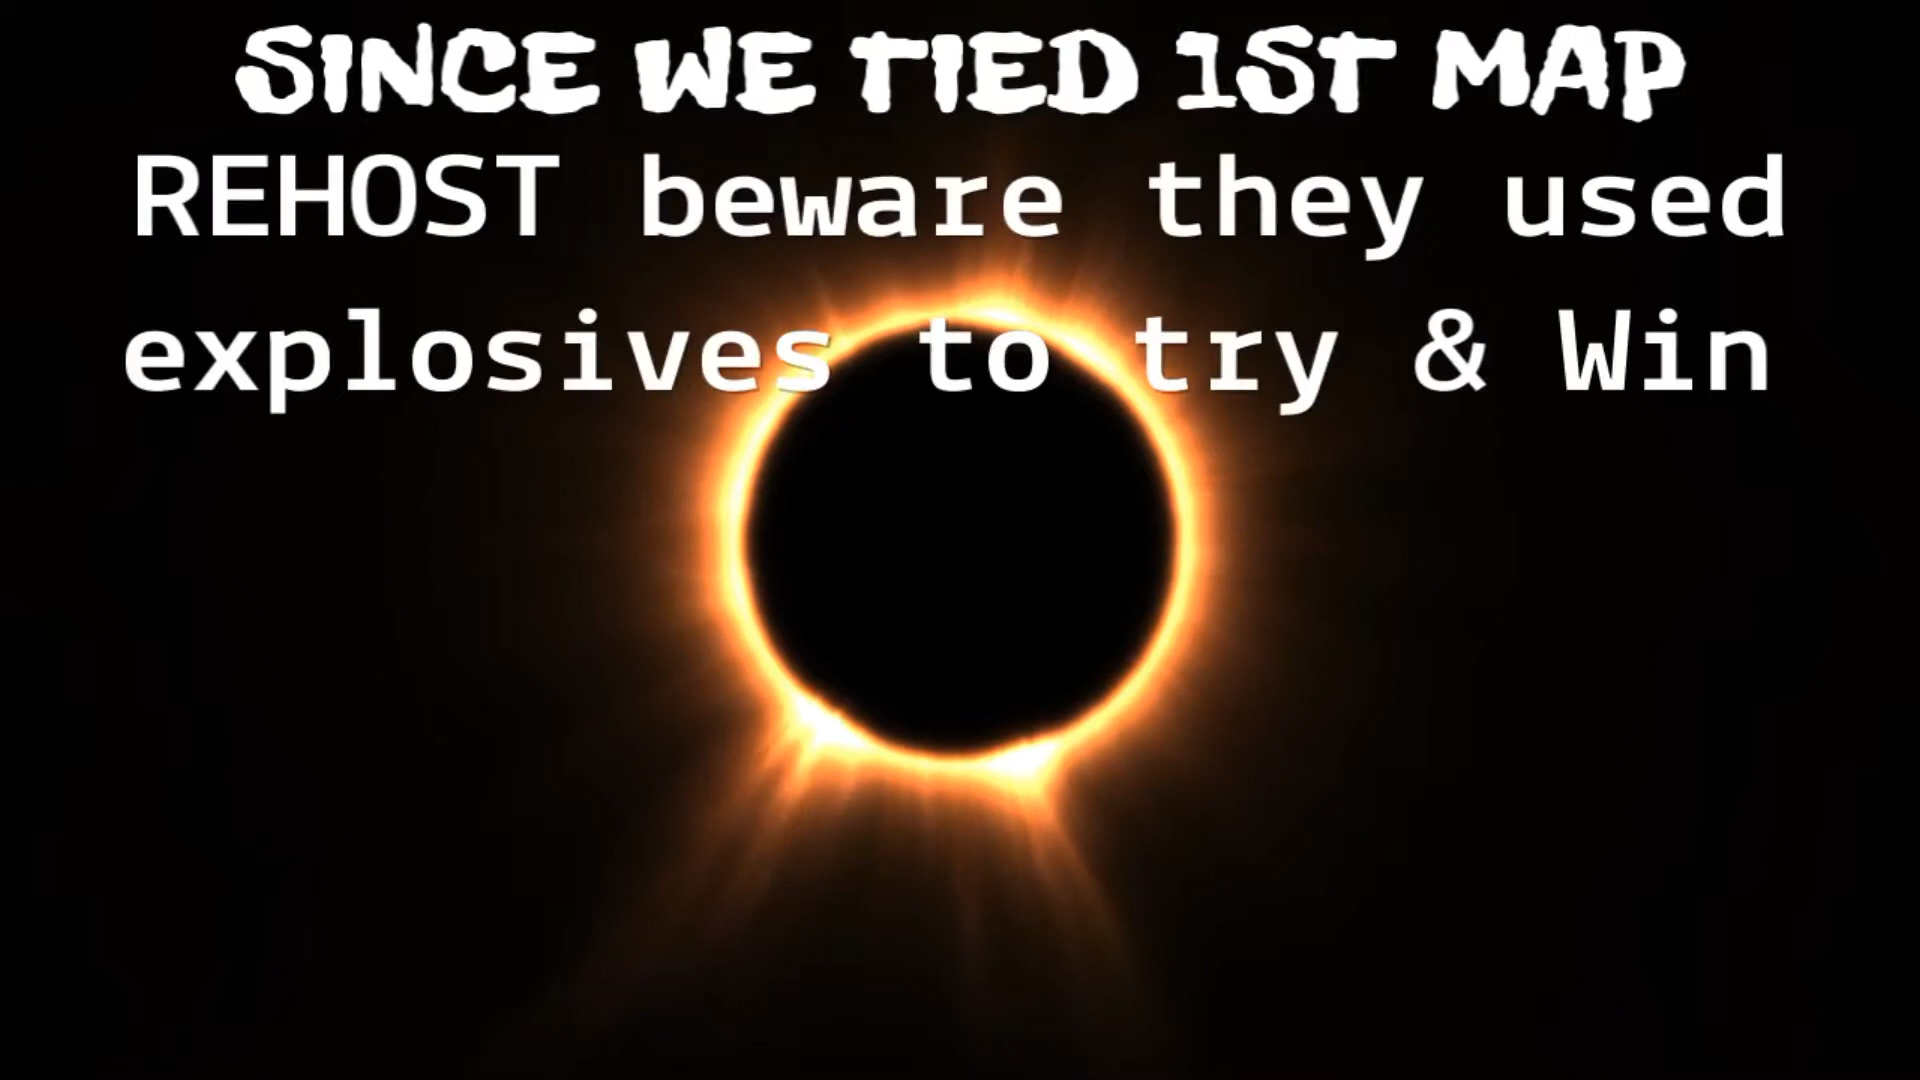 SINCE WE TIED 1ST MAP
REHOST beware they used
explosives to try & Win